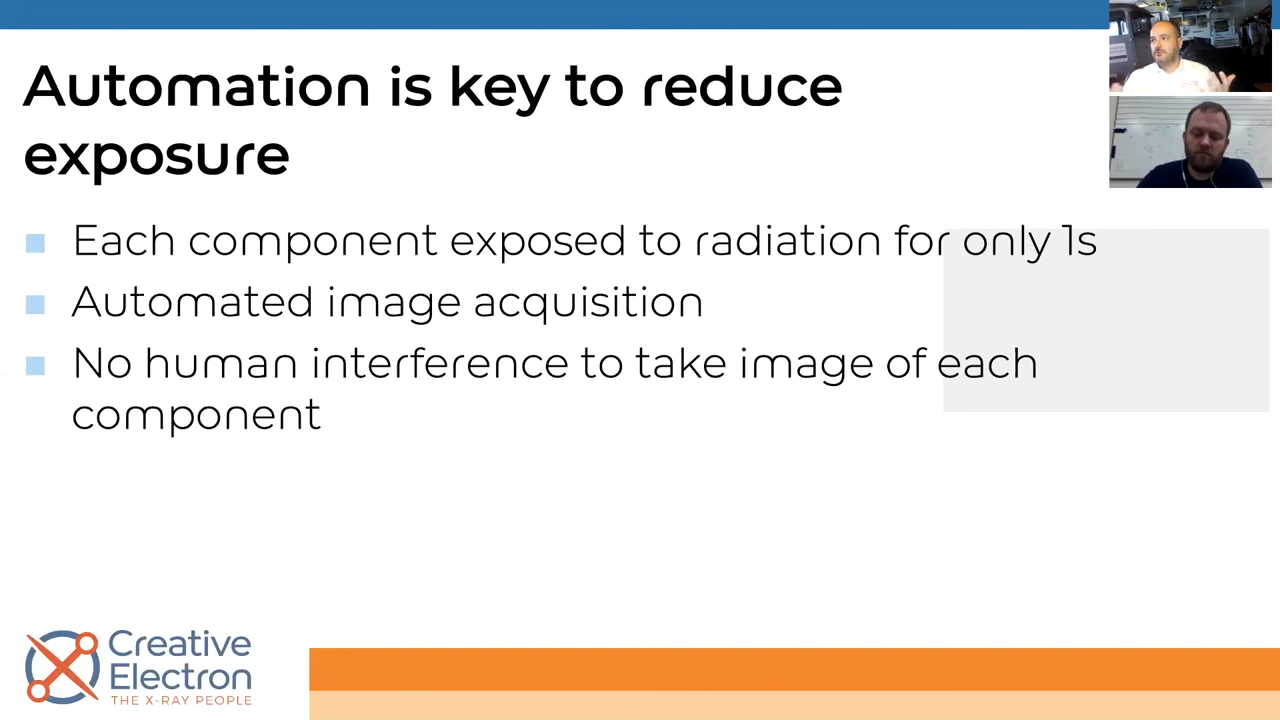 Automation is key to reduce
exposure
Each component exposed to radiation for only 1s
Automated image acquisition
No human interference to take image of each
component
Creative
Electron
THE X-RAY PEOPLE